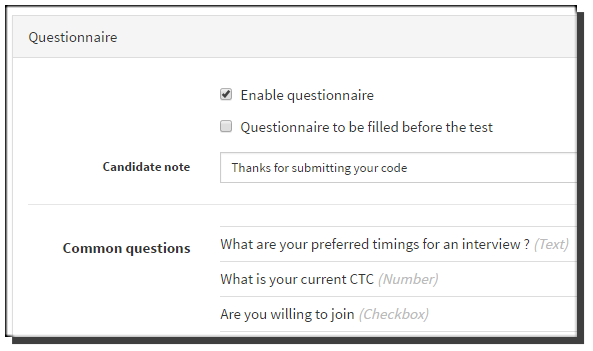 Questionnaire
Enable questionnaire
Questionnaire to be filled before the test
Candidate note Thanks for submitting your code
Common questions What are your preferred timings for an interview ? (Text)
What is your current CTC (Number)
Are you willing to join (Checkbox)